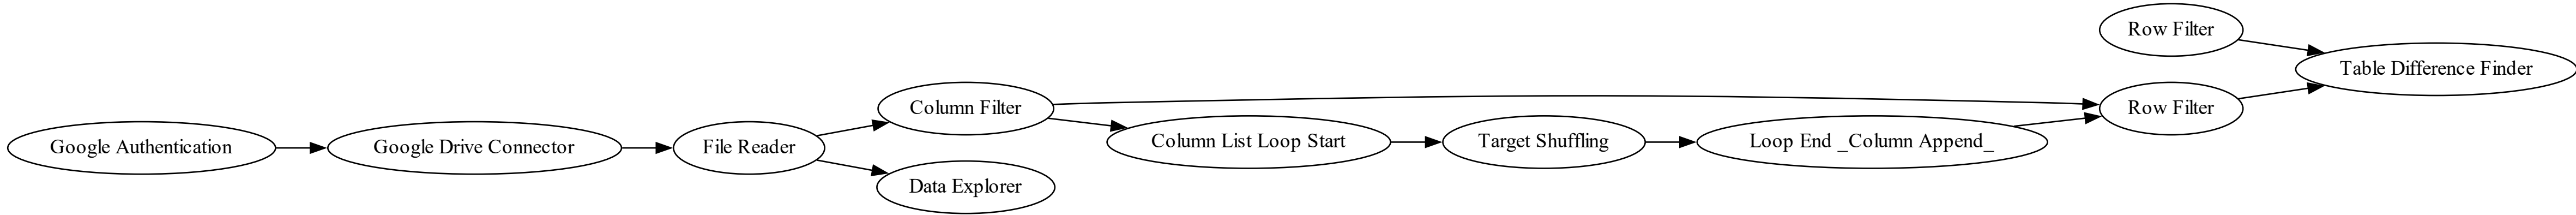 Google Authentication
Google Drive Connector
File Reader
Column Filter
Data Explorer
Column List Loop Start
Target Shuffling
Loop End _Column Append_
Row Filter
Row Filter
Table Difference Finder